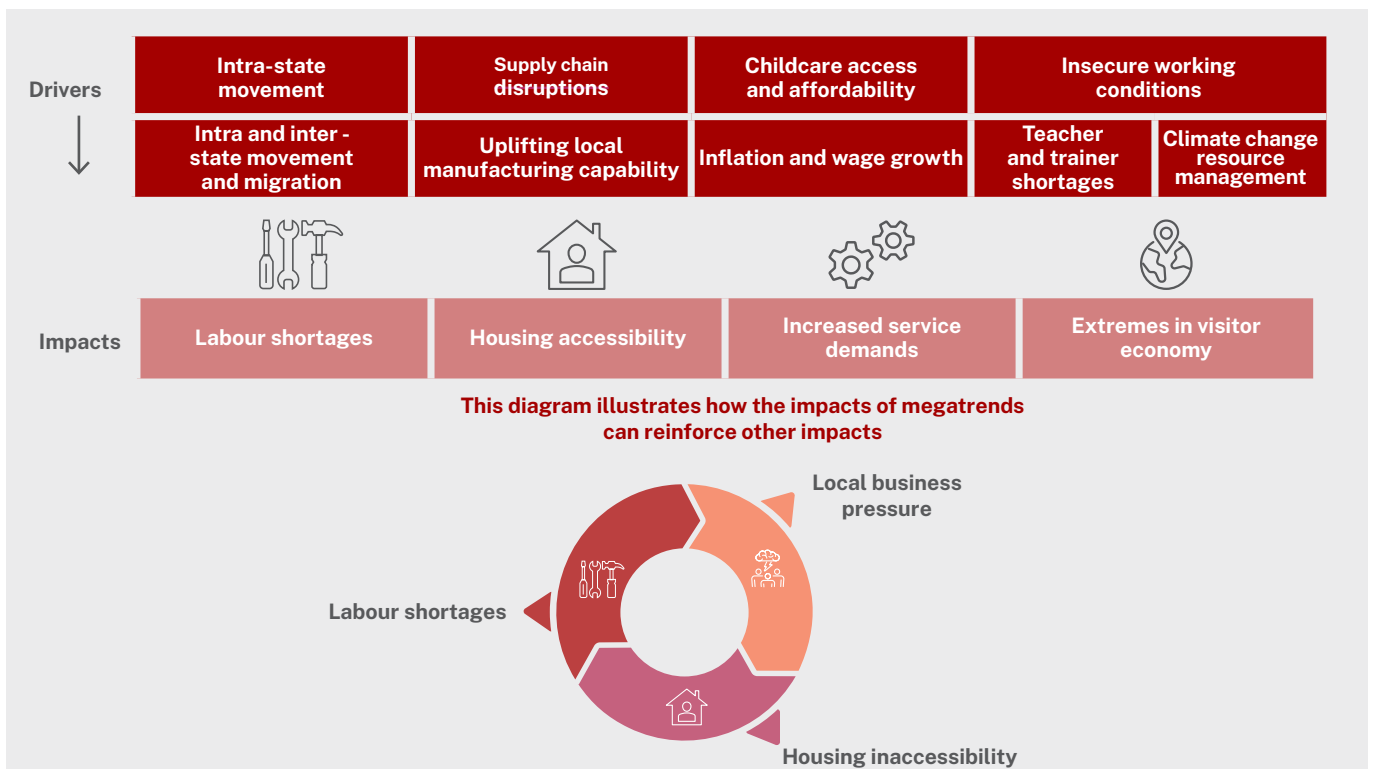 Drivers
Intra-state
movement
Supply chain
disruptions
Childcare access
and affordability
Insecure working
conditions
Intra and inter -
state movement
and migration
Uplifting local
manufacturing capability
Inflation and wage growth
Teacher
and trainer
shortages
Climate change
resource
management
Impacts
Labour shortages
Housing accessibility
Increased service
demands
Extremes in visitor
economy
This diagram illustrates how the impacts of megatrends
can reinforce other impacts
Local business
pressure
Labour shortages
Housing inaccessibility